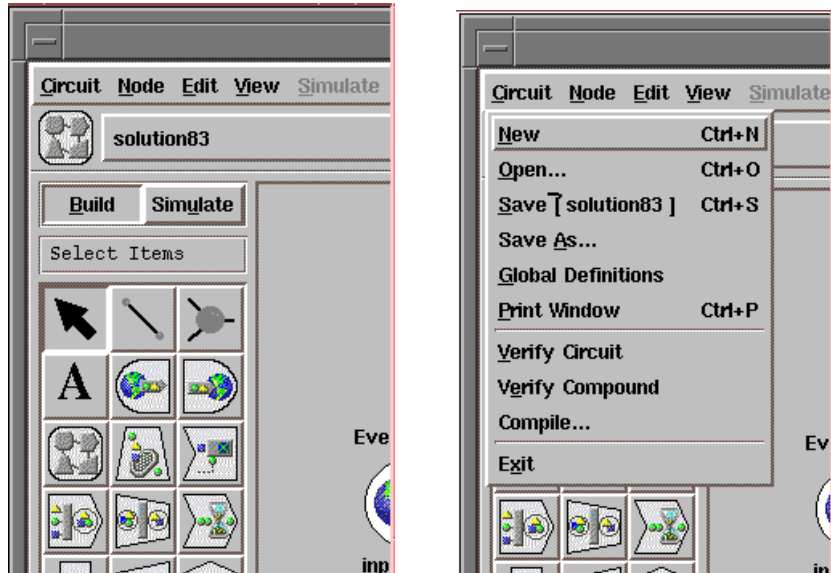 Circuit Node Edit View Simulate
solution83
Build Simulate
Select Items
A
Eve
inp
Circuit Node Edit View Simulate
New Ctrl+N
Open... Ctrl+O
Save [ solution83 ] Ctrl+S
Save As...
Global Definitions
Print Window Ctrl+P
Verify Circuit
Verify Compound
Compile...
Exit
Ev
in